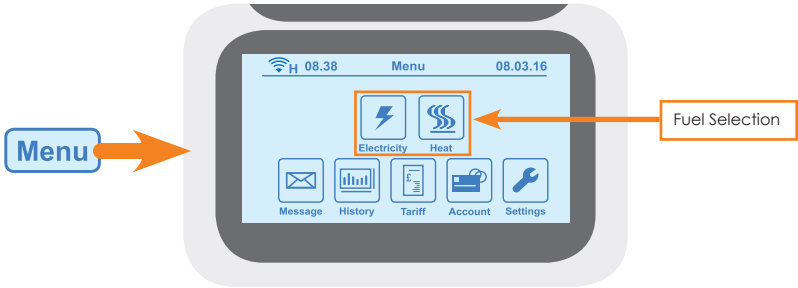 H 08.38 Menu 08.03.16
Fuel Selection
Electricity Heat
Menu
£
Message History Tariff Account Settings